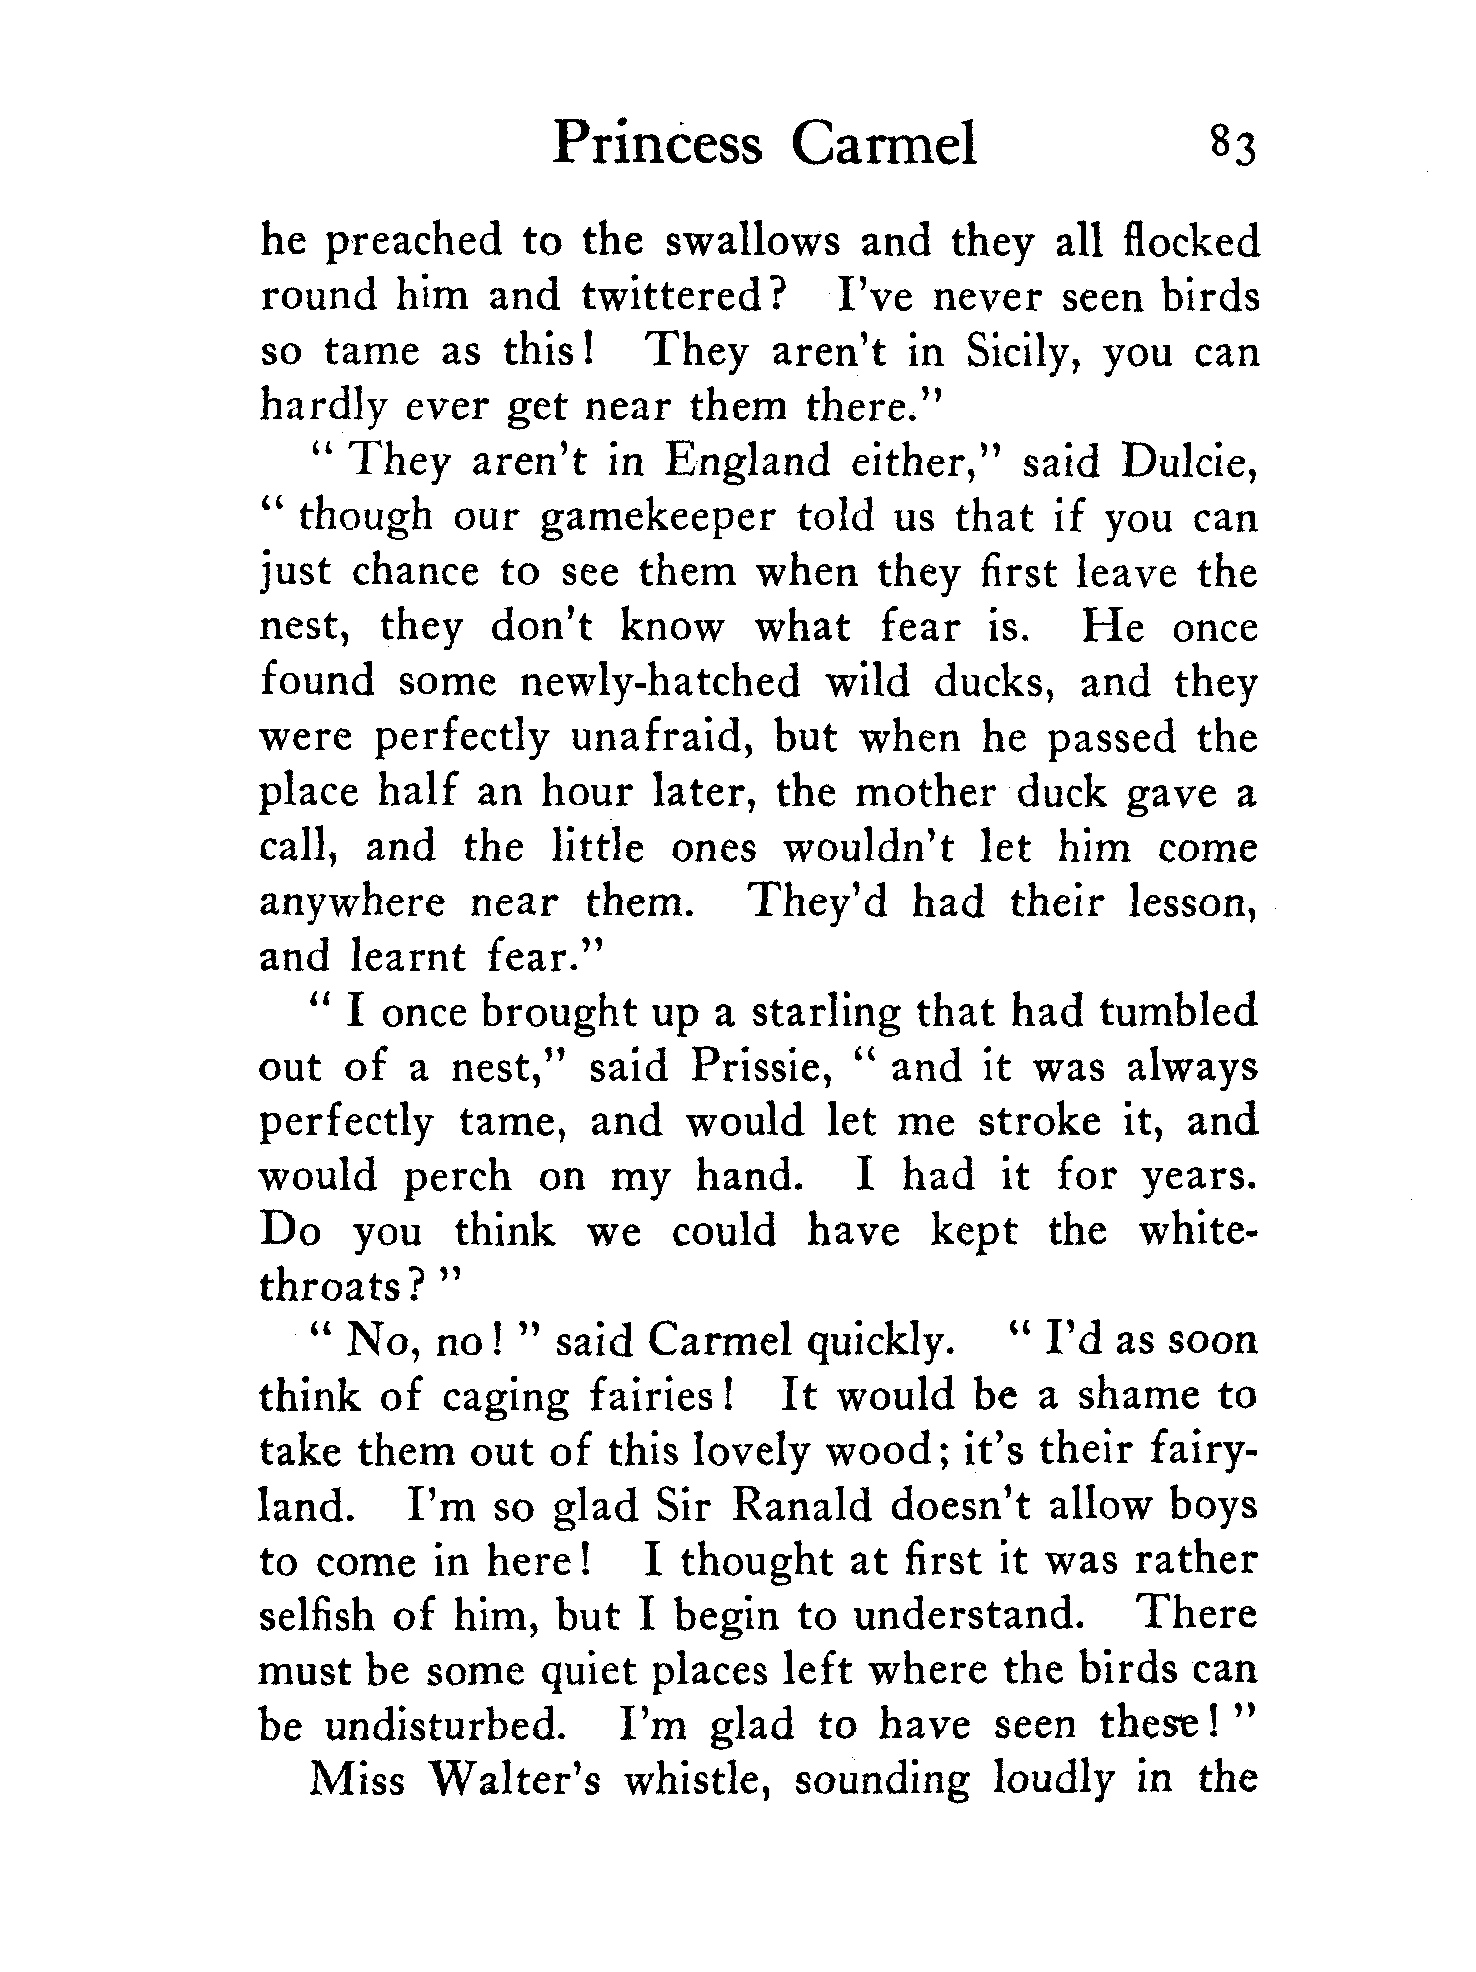 Princess Carmel 83
he preached to the swallows and they all flocked
round him and twittered? I've never seen birds
so tame as this! They aren't in Sicily, you can
hardly ever get near them there."
" They aren't in England either," said Dulcie,
" though our gamekeeper told us that if you can
just chance to see them when they first leave the
nest, they don't know what fear is. He once
found some newly-hatched wild ducks, and they
were perfectly unafraid, but when he passed the
place half an hour later, the mother duck gave a
call, and the little ones wouldn't let him come
anywhere near them. They'd had their lesson,
and learnt fear."
" I once brought up a starling that had tumbled
out of a nest," said Prissie, " and it was always
perfectly tame, and would let me stroke it, and
would perch on my hand. I had it for years.
Do you think we could have kept the white-
throats? "
" No, no! " said Carmel quickly. " I'd as soon
think of caging fairies! It would be a shame to
take them out of this lovely wood; it's their fairy-
land. I'm so glad Sir Ranald doesn't allow boys
to come in here! I thought at first it was rather
selfish of him, but I begin to understand. There
must be some quiet places left where the birds can
be undisturbed. I'm glad to have seen these! "
Miss Walter's whistle, sounding loudly in the